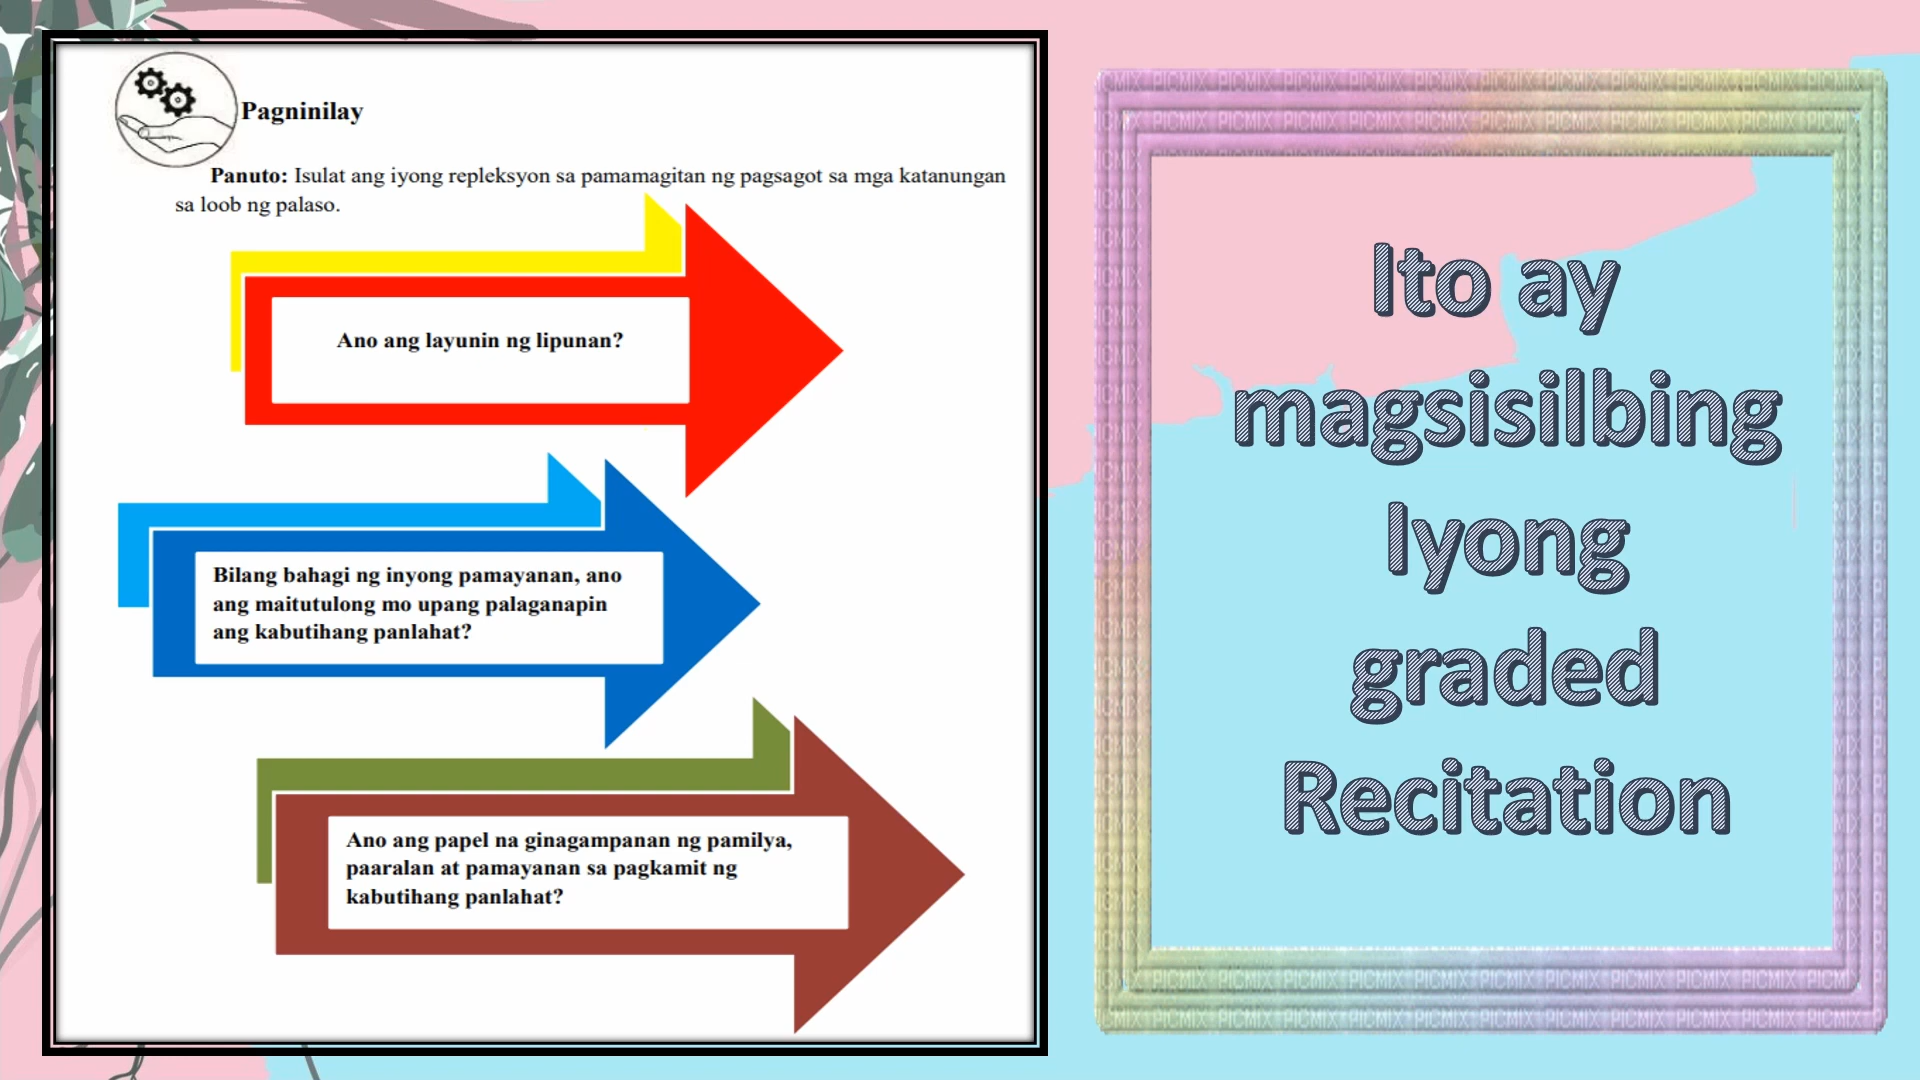 Pagninilay
Panuto: Isulat ang iyong repleksyon sa pamamagitan ng pagsagot sa mga katanungan
sa loob ng palaso.
Ano ang layunin ng lipunan?
Bilang bahagi ng inyong pamayanan, ano
ang maitutulong mo upang palaganapin
ang kabutihang panlahat?
Ano ang papel na ginagampanan ng pamilya,
paaralan at pamayanan sa pagkamit ng
kabutihang panlahat?
Ito ay
magsisilbing
Iyong
graded
Recitation